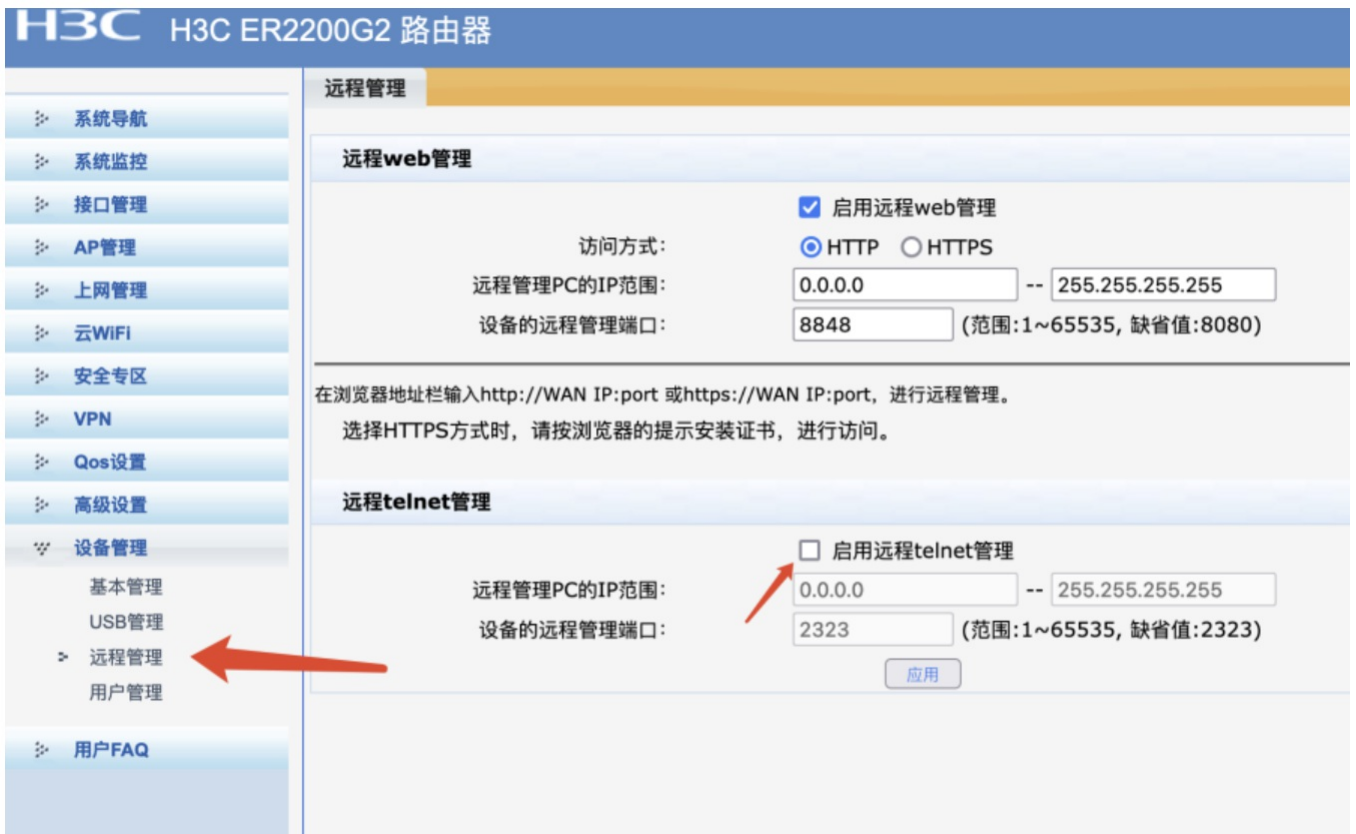 H3C H3C ER2200G2 路由器
远程管理
系统导航
系统监控
接口管理
AP管理
上网管理
云WiFi
安全专区
VPN
Qos设置
高级设置
设备管理
基本管理
USB管理
远程管理
用户管理
用户FAQ
远程web管理
启用远程web管理
访问方式: HTTP HTTPS
远程管理PC的IP范围: 0.0.0.0 -- 255.255.255.255
设备的远程管理端口: 8848 (范围:1~65535, 缺省值:8080)
在浏览器地址栏输入http://WAN IP:port 或https://WAN IP:port，进行远程管理。
选择HTTPS方式时，请按浏览器的提示安装证书，进行访问。
远程telnet管理
启用远程telnet管理
远程管理PC的IP范围: 0.0.0.0 -- 255.255.255.255
设备的远程管理端口: 2323 (范围:1~65535, 缺省值:2323)
应用